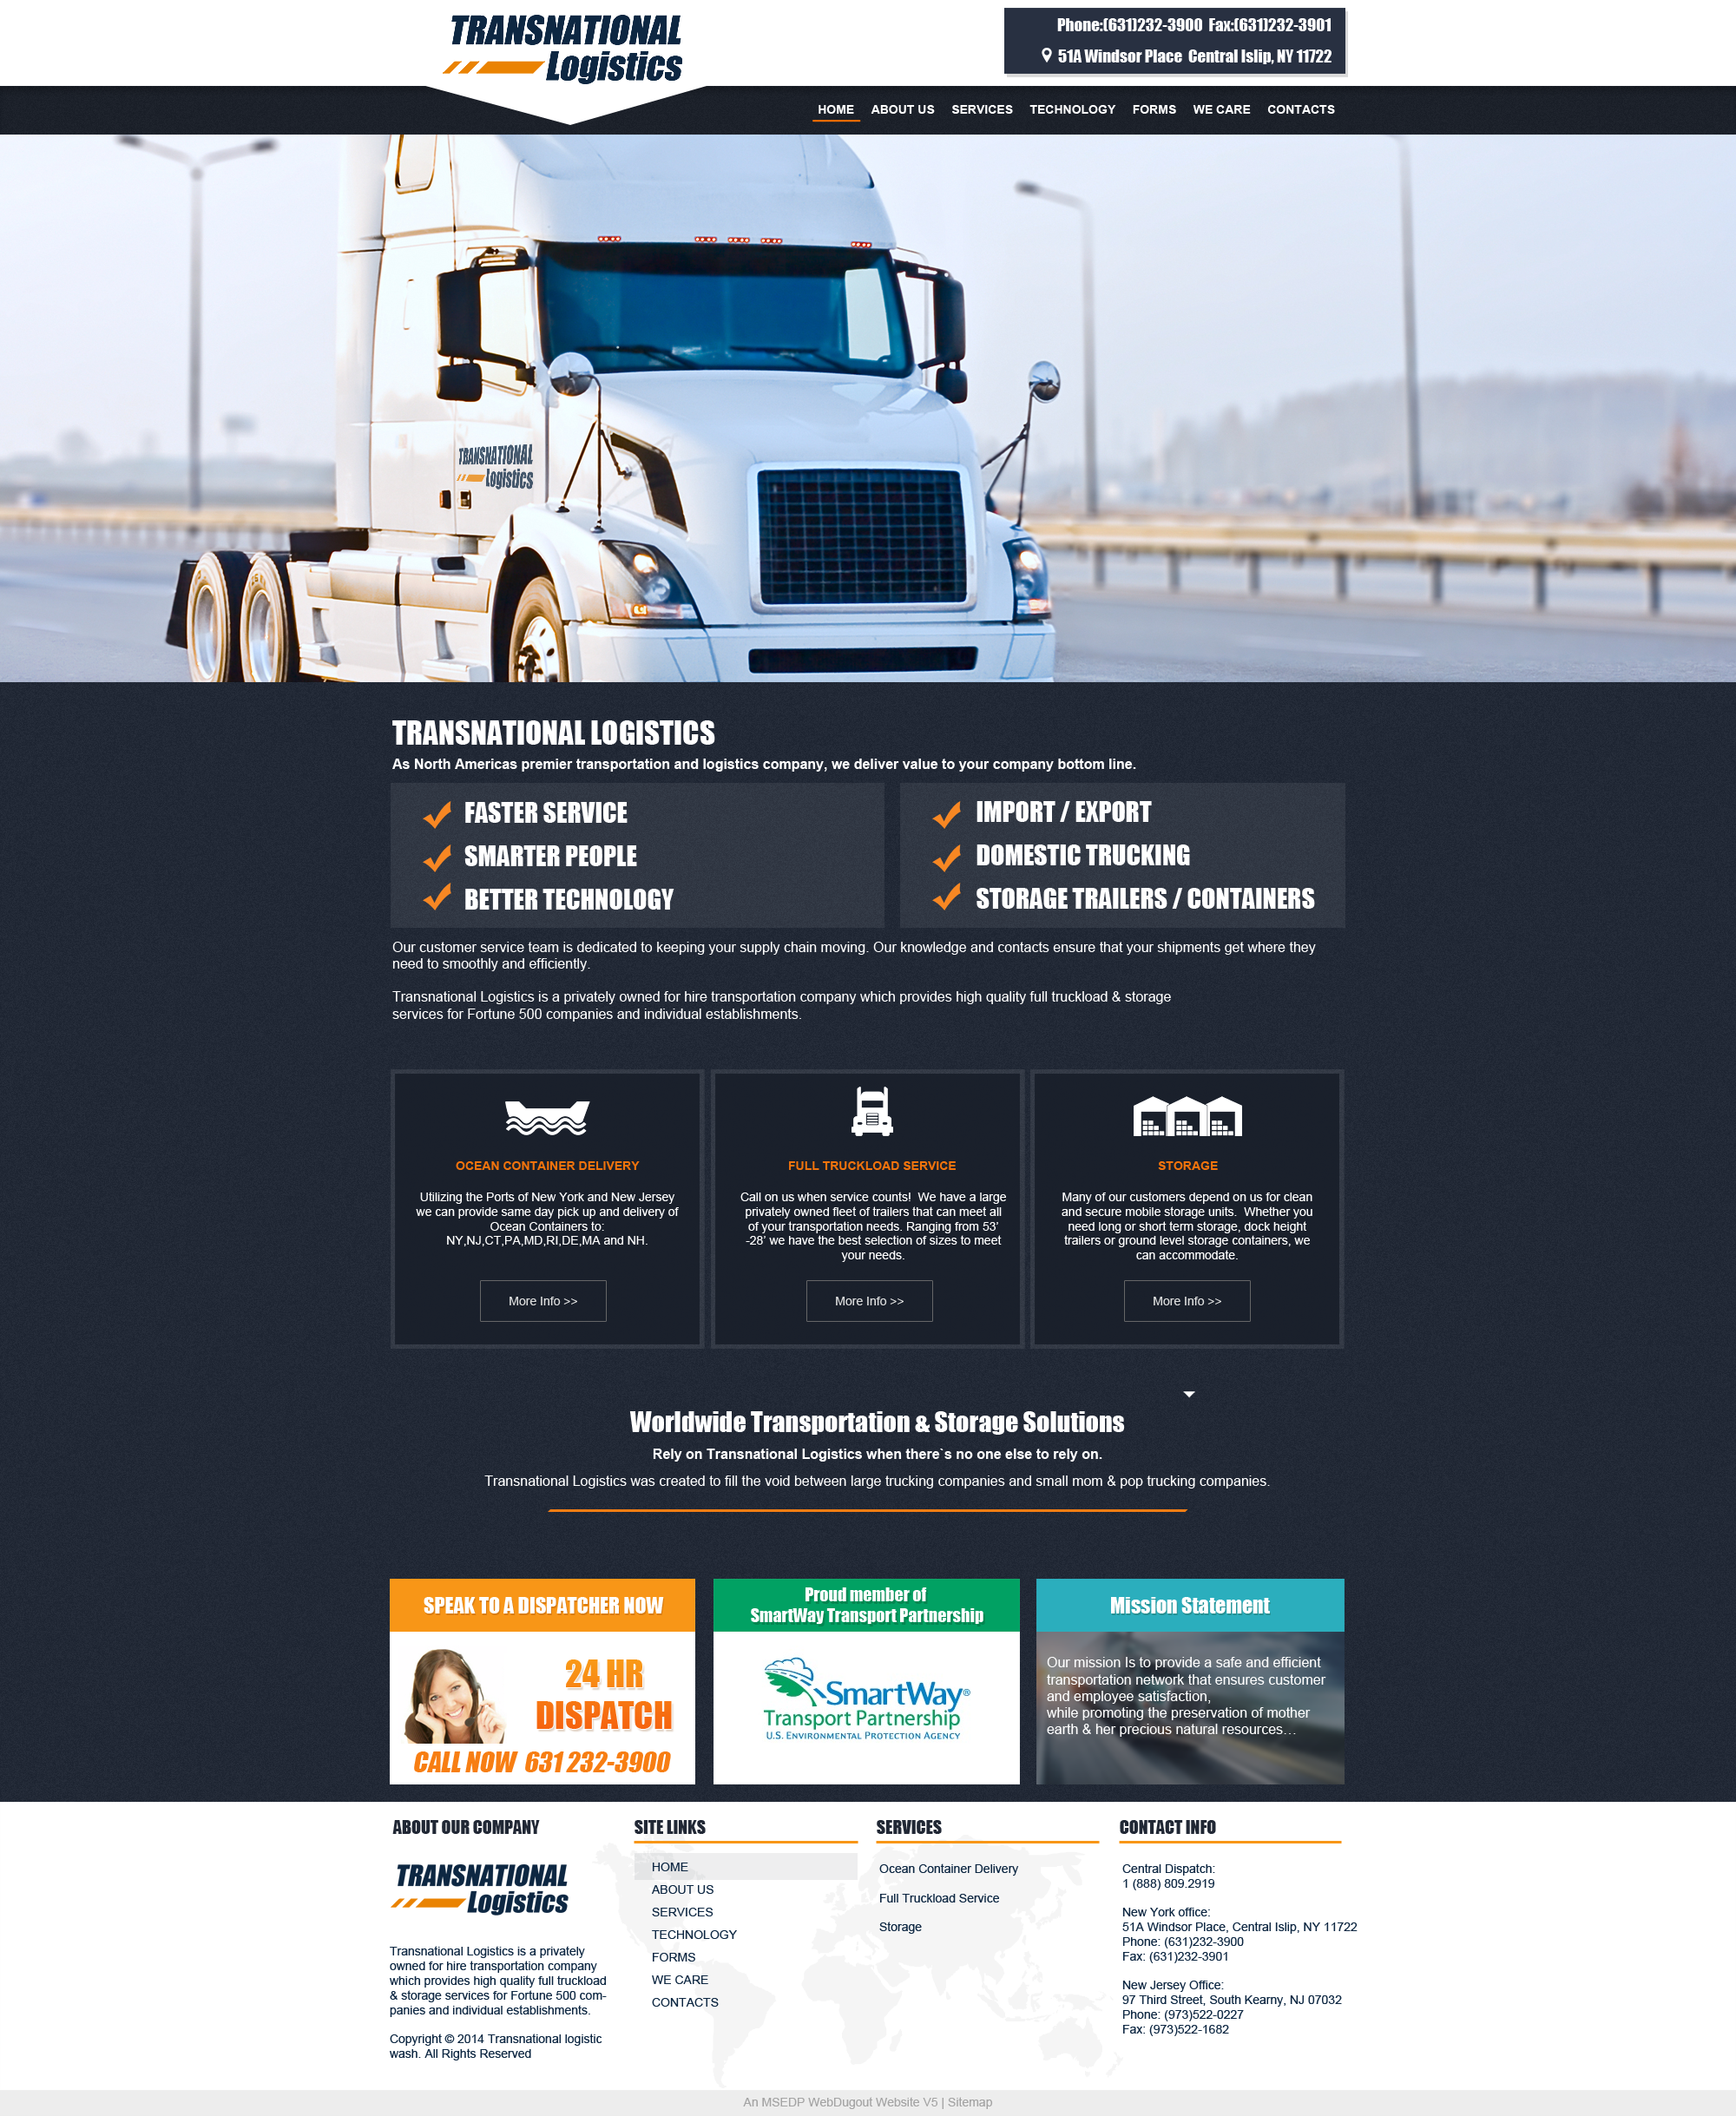 TRANSNATIONAL
Logistics
Phone:(631)232-3900 Fax:(631)232-3901
51A Windsor Place Central Islip, NY 11722
HOME ABOUT US SERVICES TECHNOLOGY FORMS WE CARE CONTACTS
TRANSNATIONAL
Logistics
TRANSNATIONAL LOGISTICS
As North Americas premier transportation and logistics company, we deliver value to your company bottom line.
FASTER SERVICE
SMARTER PEOPLE
BETTER TECHNOLOGY
IMPORT / EXPORT
DOMESTIC TRUCKING
STORAGE TRAILERS / CONTAINERS
Our customer service team is dedicated to keeping your supply chain moving. Our knowledge and contacts ensure that your shipments get where they
need to smoothly and efficiently.
Transnational Logistics is a privately owned for hire transportation company which provides high quality full truckload & storage
services for Fortune 500 companies and individual establishments.
OCEAN CONTAINER DELIVERY
Utilizing the Ports of New York and New Jersey
we can provide same day pick up and delivery of
Ocean Containers to:
NY,NJ,CT,PA,MD,RI,DE,MA and NH.
More Info >>
FULL TRUCKLOAD SERVICE
Call on us when service counts! We have a large
privately owned fleet of trailers that can meet all
of your transportation needs. Ranging from 53'
-28' we have the best selection of sizes to meet
your needs.
More Info >>
STORAGE
Many of our customers depend on us for clean
and secure mobile storage units. Whether you
need long or short term storage, dock height
trailers or ground level storage containers, we
can accommodate.
More Info >>
Worldwide Transportation & Storage Solutions
Rely on Transnational Logistics when there`s no one else to rely on.
Transnational Logistics was created to fill the void between large trucking companies and small mom & pop trucking companies.
SPEAK TO A DISPATCHER NOW
24 HR
DISPATCH
CALL NOW 631 232-3900
Proud member of
SmartWay Transport Partnership
SmartWay®
Transport Partnership
U.S. ENVIRONMENTAL PROTECTION AGENCY
Mission Statement
Our mission Is to provide a safe and efficient
transportation network that ensures customer
and employee satisfaction,
while promoting the preservation of mother
earth & her precious natural resources…
ABOUT OUR COMPANY
TRANSNATIONAL
Logistics
Transnational Logistics is a privately
owned for hire transportation company
which provides high quality full truckload
& storage services for Fortune 500 com-
panies and individual establishments.
Copyright © 2014 Transnational logistic
wash. All Rights Reserved
SITE LINKS
HOME
ABOUT US
SERVICES
TECHNOLOGY
FORMS
WE CARE
CONTACTS
SERVICES
Ocean Container Delivery
Full Truckload Service
Storage
CONTACT INFO
Central Dispatch:
1 (888) 809.2919
New York office:
51A Windsor Place, Central Islip, NY 11722
Phone: (631)232-3900
Fax: (631)232-3901
New Jersey Office:
97 Third Street, South Kearny, NJ 07032
Phone: (973)522-0227
Fax: (973)522-1682
An MSEDP WebDugout Website V5 | Sitemap